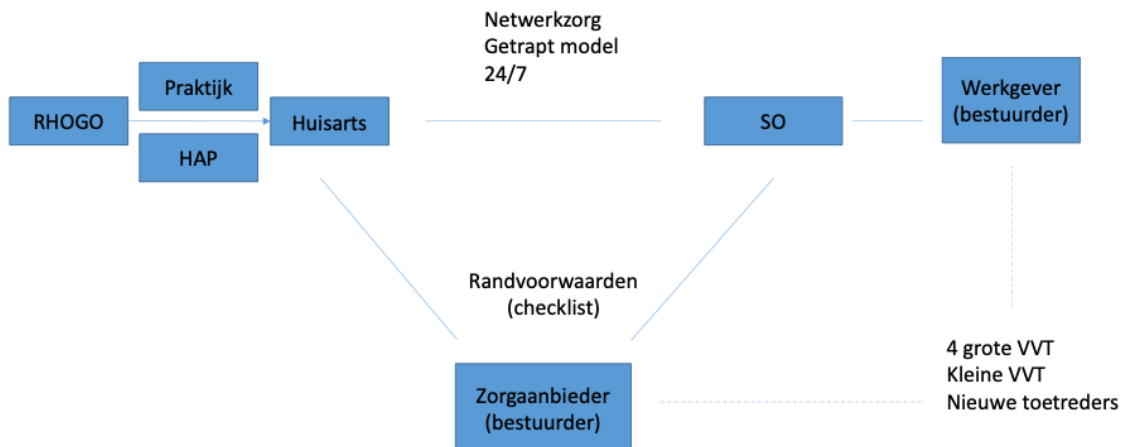 Netwerkzorg
Getrapt model
24/7
Praktijk
RHOGO
Huisarts
HAP
SO
Werkgever
(bestuurder)
Randvoorwaarden
(checklist)
Zorgaanbieder
(bestuurder)
4 grote VVT
Kleine VVT
Nieuwe toetreders